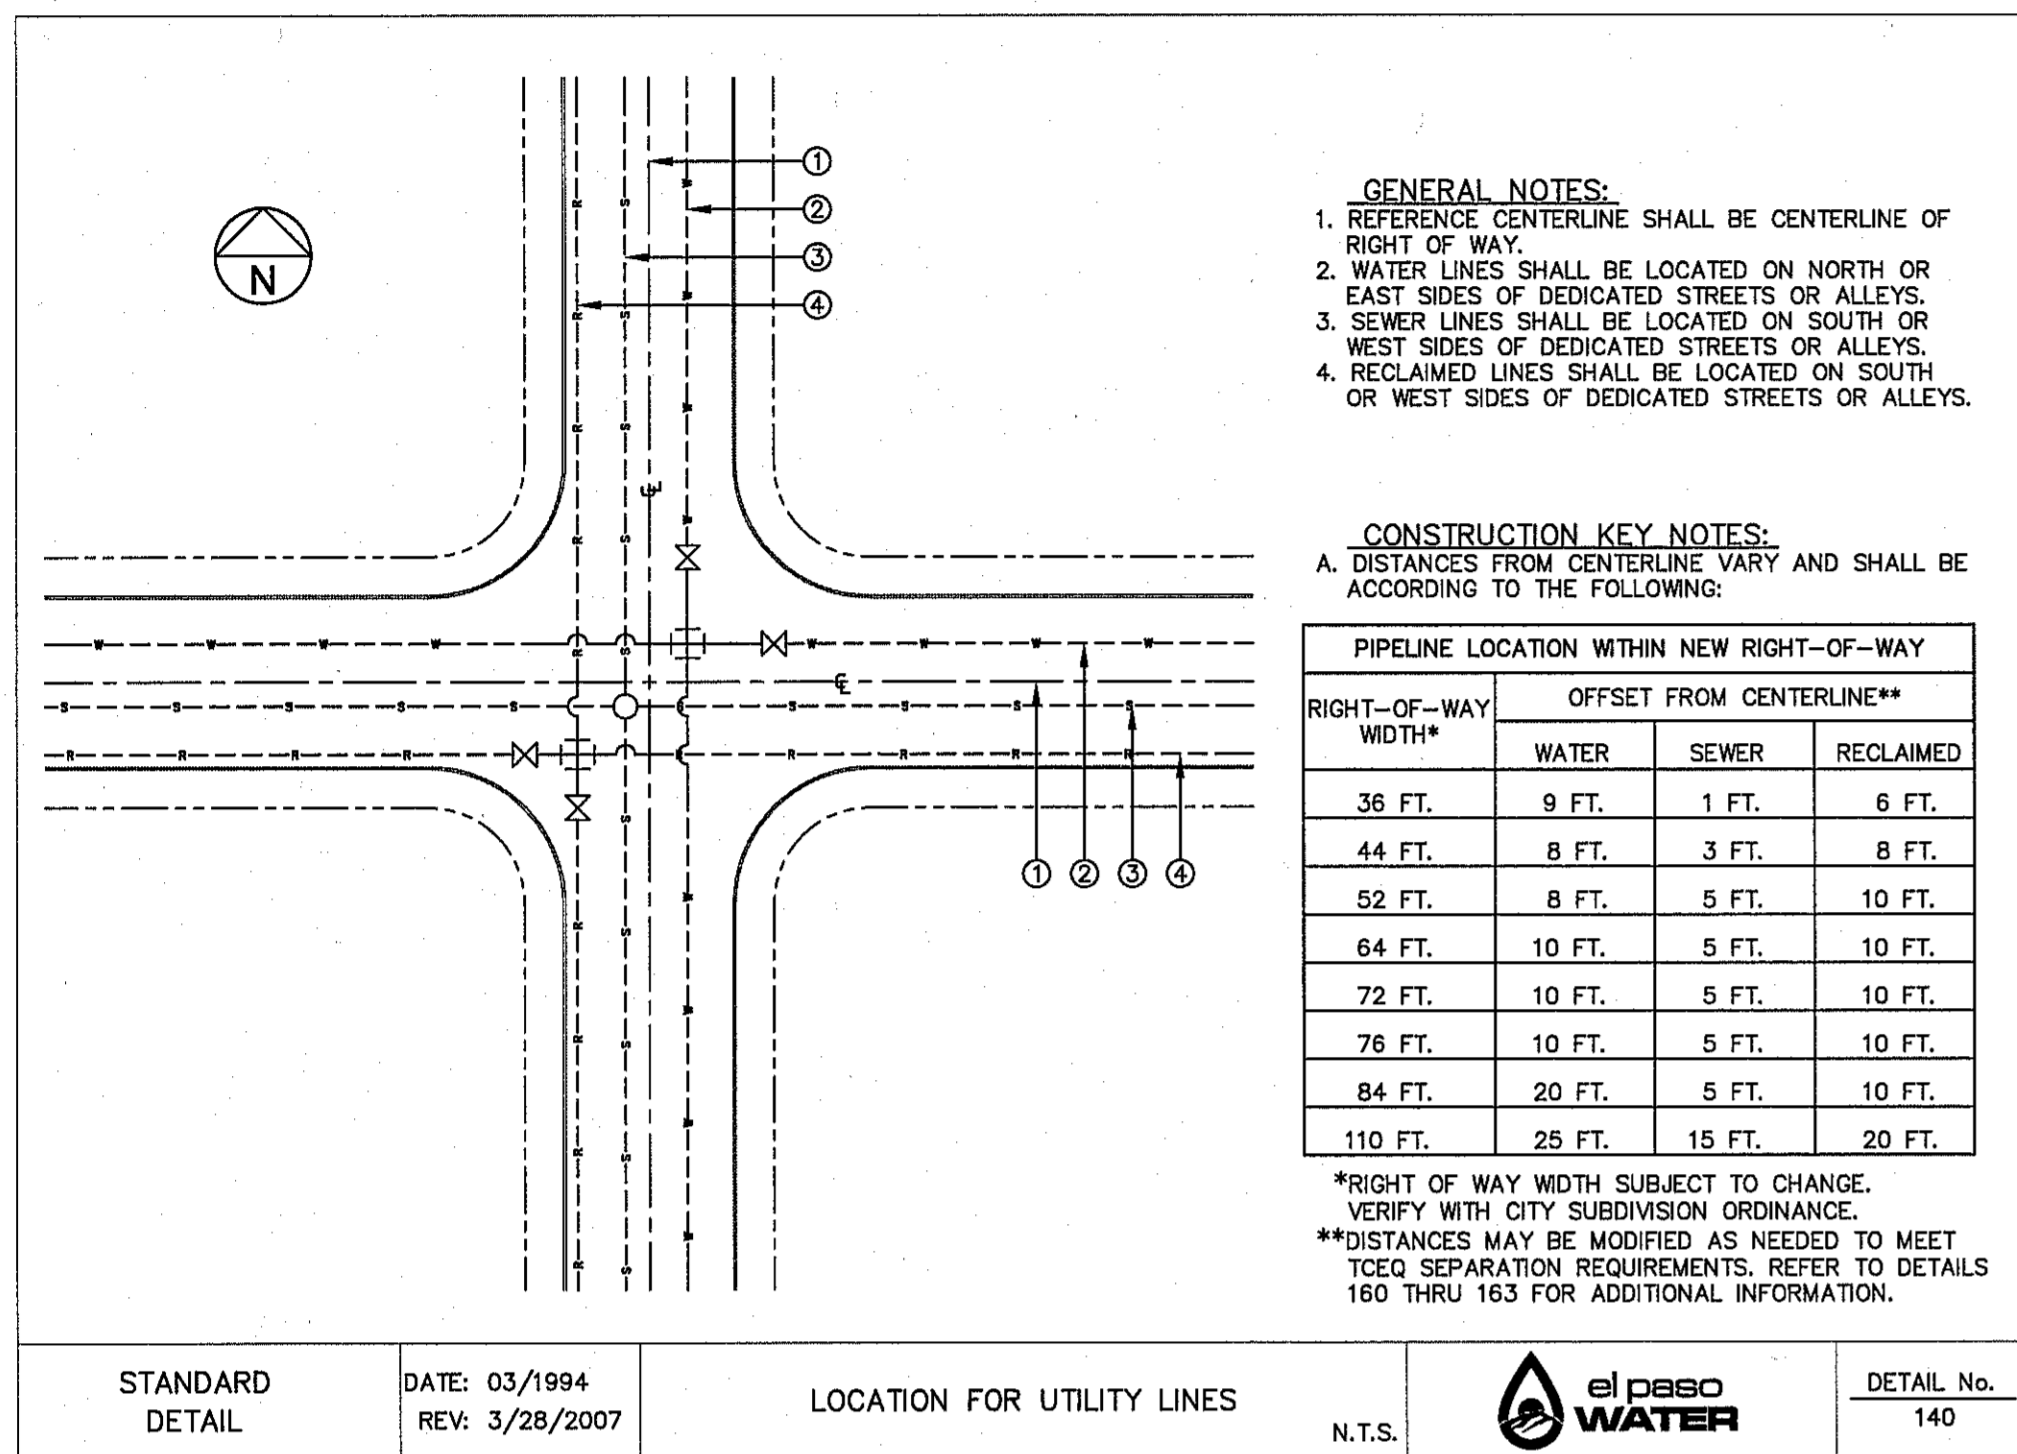 N
①
②
③
④
R
S
W
℄
① ② ③ ④
GENERAL NOTES:
1. REFERENCE CENTERLINE SHALL BE CENTERLINE OF
RIGHT OF WAY.
2. WATER LINES SHALL BE LOCATED ON NORTH OR
EAST SIDES OF DEDICATED STREETS OR ALLEYS.
3. SEWER LINES SHALL BE LOCATED ON SOUTH OR
WEST SIDES OF DEDICATED STREETS OR ALLEYS.
4. RECLAIMED LINES SHALL BE LOCATED ON SOUTH
OR WEST SIDES OF DEDICATED STREETS OR ALLEYS.
CONSTRUCTION KEY NOTES:
A. DISTANCES FROM CENTERLINE VARY AND SHALL BE
ACCORDING TO THE FOLLOWING:
PIPELINE LOCATION WITHIN NEW RIGHT-OF-WAY
RIGHT-OF-WAY
WIDTH*
OFFSET FROM CENTERLINE**
WATER SEWER RECLAIMED
36 FT. 9 FT. 1 FT. 6 FT.
44 FT. 8 FT. 3 FT. 8 FT.
52 FT. 8 FT. 5 FT. 10 FT.
64 FT. 10 FT. 5 FT. 10 FT.
72 FT. 10 FT. 5 FT. 10 FT.
76 FT. 10 FT. 5 FT. 10 FT.
84 FT. 20 FT. 5 FT. 10 FT.
110 FT. 25 FT. 15 FT. 20 FT.
*RIGHT OF WAY WIDTH SUBJECT TO CHANGE.
VERIFY WITH CITY SUBDIVISION ORDINANCE.
**DISTANCES MAY BE MODIFIED AS NEEDED TO MEET
TCEQ SEPARATION REQUIREMENTS. REFER TO DETAILS
160 THRU 163 FOR ADDITIONAL INFORMATION.
STANDARD
DETAIL
DATE: 03/1994
REV: 3/28/2007
LOCATION FOR UTILITY LINES
N.T.S.
el paso
WATER
DETAIL No.
140